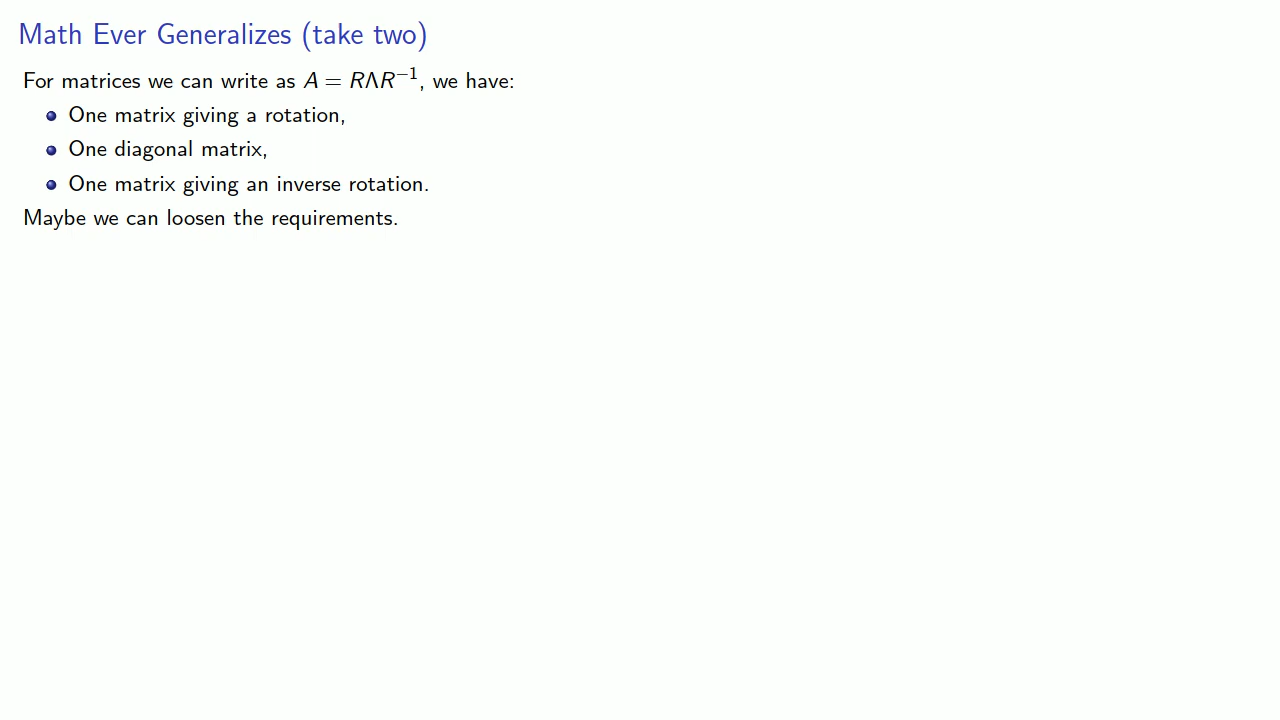 Math Ever Generalizes (take two)
For matrices we can write as A = RΛR⁻¹, we have:
One matrix giving a rotation,
One diagonal matrix,
One matrix giving an inverse rotation.
Maybe we can loosen the requirements.